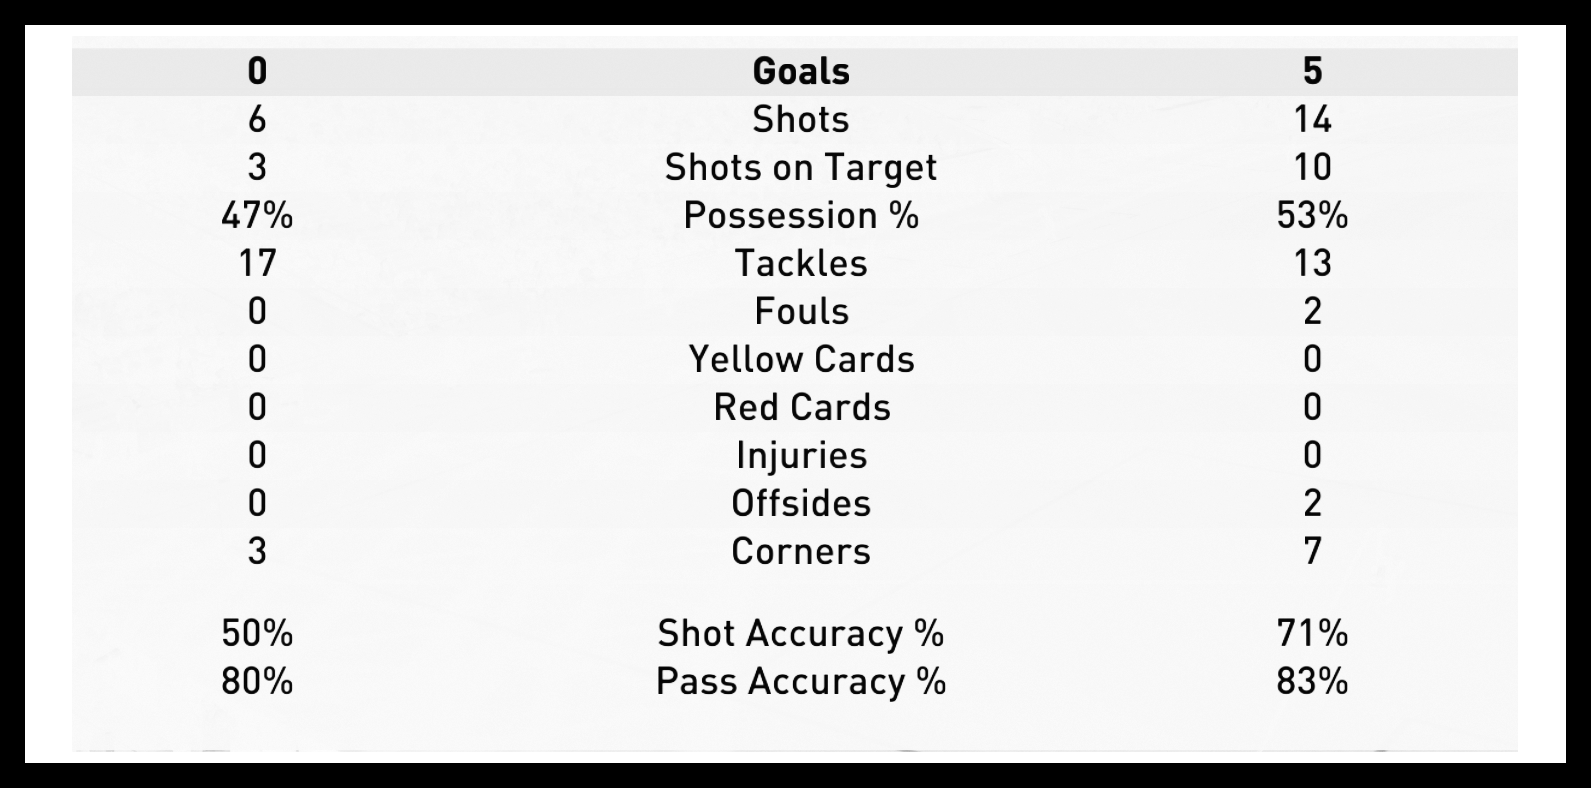 0 Goals 5
6 Shots 14
3 Shots on Target 10
47% Possession % 53%
17 Tackles 13
0 Fouls 2
0 Yellow Cards 0
0 Red Cards 0
0 Injuries 0
0 Offsides 2
3 Corners 7
50% Shot Accuracy % 71%
80% Pass Accuracy % 83%